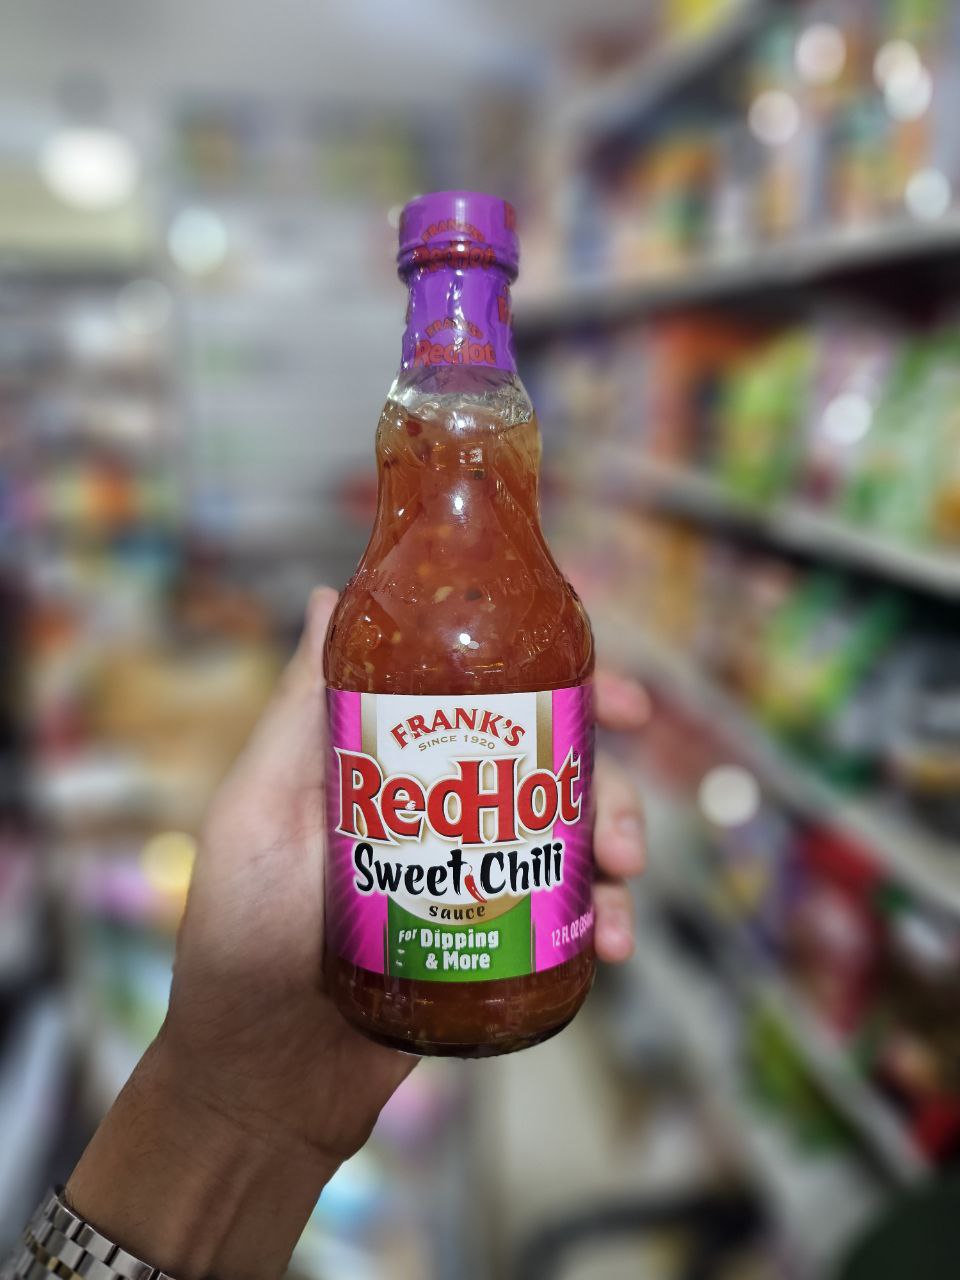 FRANK'S
RedHot
FRANK'S
RedHot
FRANK'S
SINCE 1920
RedHot®
Sweet Chili
sauce
For Dipping
& More
12 FL OZ